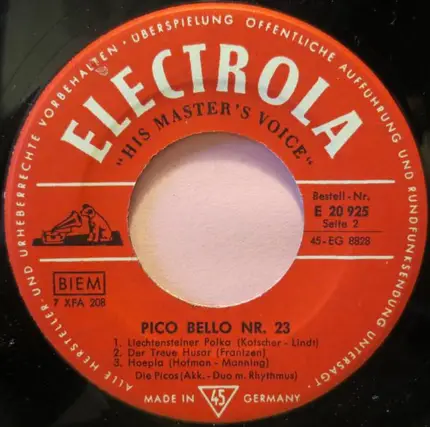 ALLE HERSTELLER- UND URHEBERRECHTE VORBEHALTEN · ÜBERSPIELUNG ÖFFENTLICHE AUFFÜHRUNG UND RUNDFUNKSENDUNG UNTERSAGT ·
ELECTROLA
"HIS MASTER'S VOICE"
Bestell-Nr.
E 20 925
Seite 2
45-EG 8828
BIEM
7 XFA 208
PICO BELLO NR. 23
1. Liechtensteiner Polka (Kotscher - Lindt)
2. Der Treue Husar (Frantzen)
3. Hoepla (Hofman - Manning)
Die Picos (Akk.- Duo m. Rhythmus)
MADE IN 45 GERMANY